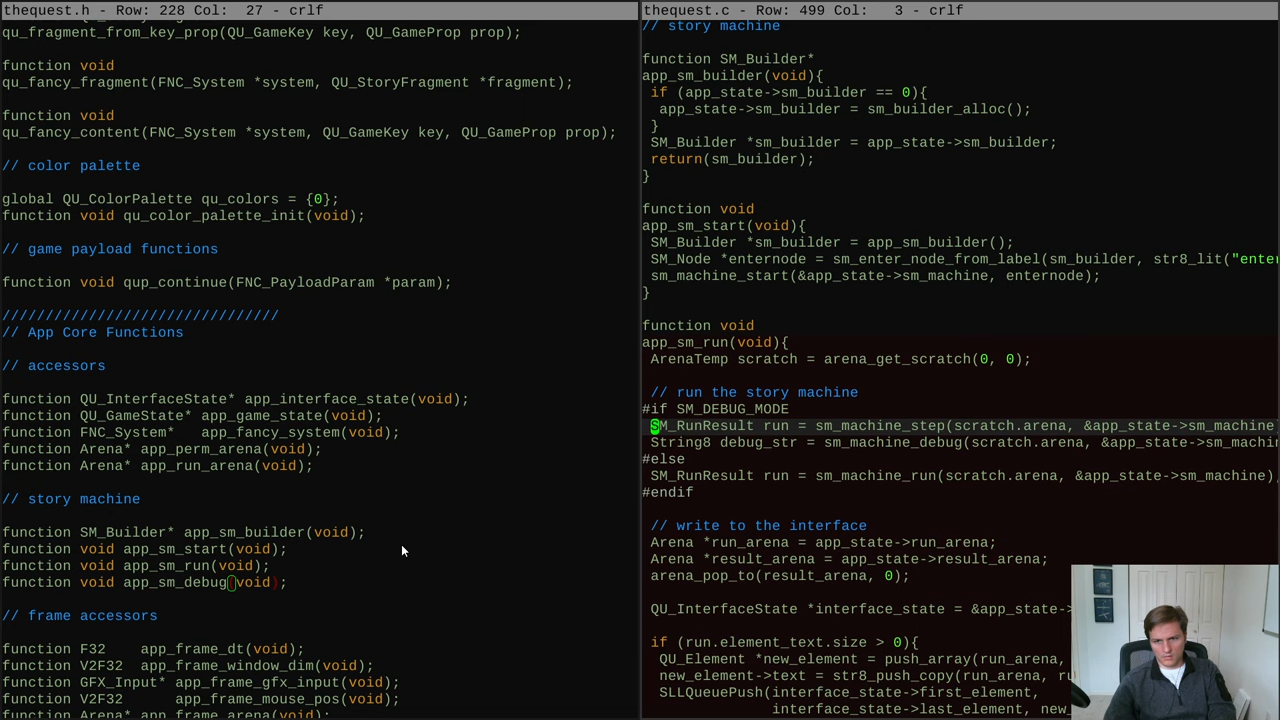 thequest.h - Row: 228 Col:  27 - crlf
qu_fragment_from_key_prop(QU_GameKey key, QU_GameProp prop);
function void
qu_fancy_fragment(FNC_System *system, QU_StoryFragment *fragment);
function void
qu_fancy_content(FNC_System *system, QU_GameKey key, QU_GameProp prop);
// color palette
global QU_ColorPalette qu_colors = {0};
function void qu_color_palette_init(void);
// game payload functions
function void qup_continue(FNC_PayloadParam *param);
////////////////////////////////
// App Core Functions
// accessors
function QU_InterfaceState* app_interface_state(void);
function QU_GameState* app_game_state(void);
function FNC_System*   app_fancy_system(void);
function Arena* app_perm_arena(void);
function Arena* app_run_arena(void);
// story machine
function SM_Builder* app_sm_builder(void);
function void app_sm_start(void);
function void app_sm_run(void);
function void app_sm_debug(void);
// frame accessors
function F32    app_frame_dt(void);
function V2F32  app_frame_window_dim(void);
function GFX_Input* app_frame_gfx_input(void);
function V2F32      app_frame_mouse_pos(void);
function Arena* app_frame_arena(void);
thequest.c - Row: 499 Col:   3 - crlf
// story machine
function SM_Builder*
app_sm_builder(void){
 if (app_state->sm_builder == 0){
  app_state->sm_builder = sm_builder_alloc();
 }
 SM_Builder *sm_builder = app_state->sm_builder;
 return(sm_builder);
}
function void
app_sm_start(void){
 SM_Builder *sm_builder = app_sm_builder();
 SM_Node *enternode = sm_enter_node_from_label(sm_builder, str8_lit("ente
 sm_machine_start(&app_state->sm_machine, enternode);
}
function void
app_sm_run(void){
 ArenaTemp scratch = arena_get_scratch(0, 0);
 // run the story machine
#if SM_DEBUG_MODE
 SM_RunResult run = sm_machine_step(scratch.arena, &app_state->sm_machine)
 String8 debug_str = sm_machine_debug(scratch.arena, &app_state->sm_machin
#else
 SM_RunResult run = sm_machine_run(scratch.arena, &app_state->sm_machine)
#endif
 // write to the interface
 Arena *run_arena = app_state->run_arena;
 Arena *result_arena = app_state->result_arena;
 arena_pop_to(result_arena, 0);
 QU_InterfaceState *interface_state = &app_state->
 if (run.element_text.size > 0){
  QU_Element *new_element = push_array(run_arena,
  new_element->text = str8_push_copy(run_arena, ru
  SLLQueuePush(interface_state->first_element,
               interface_state->last_element, new_